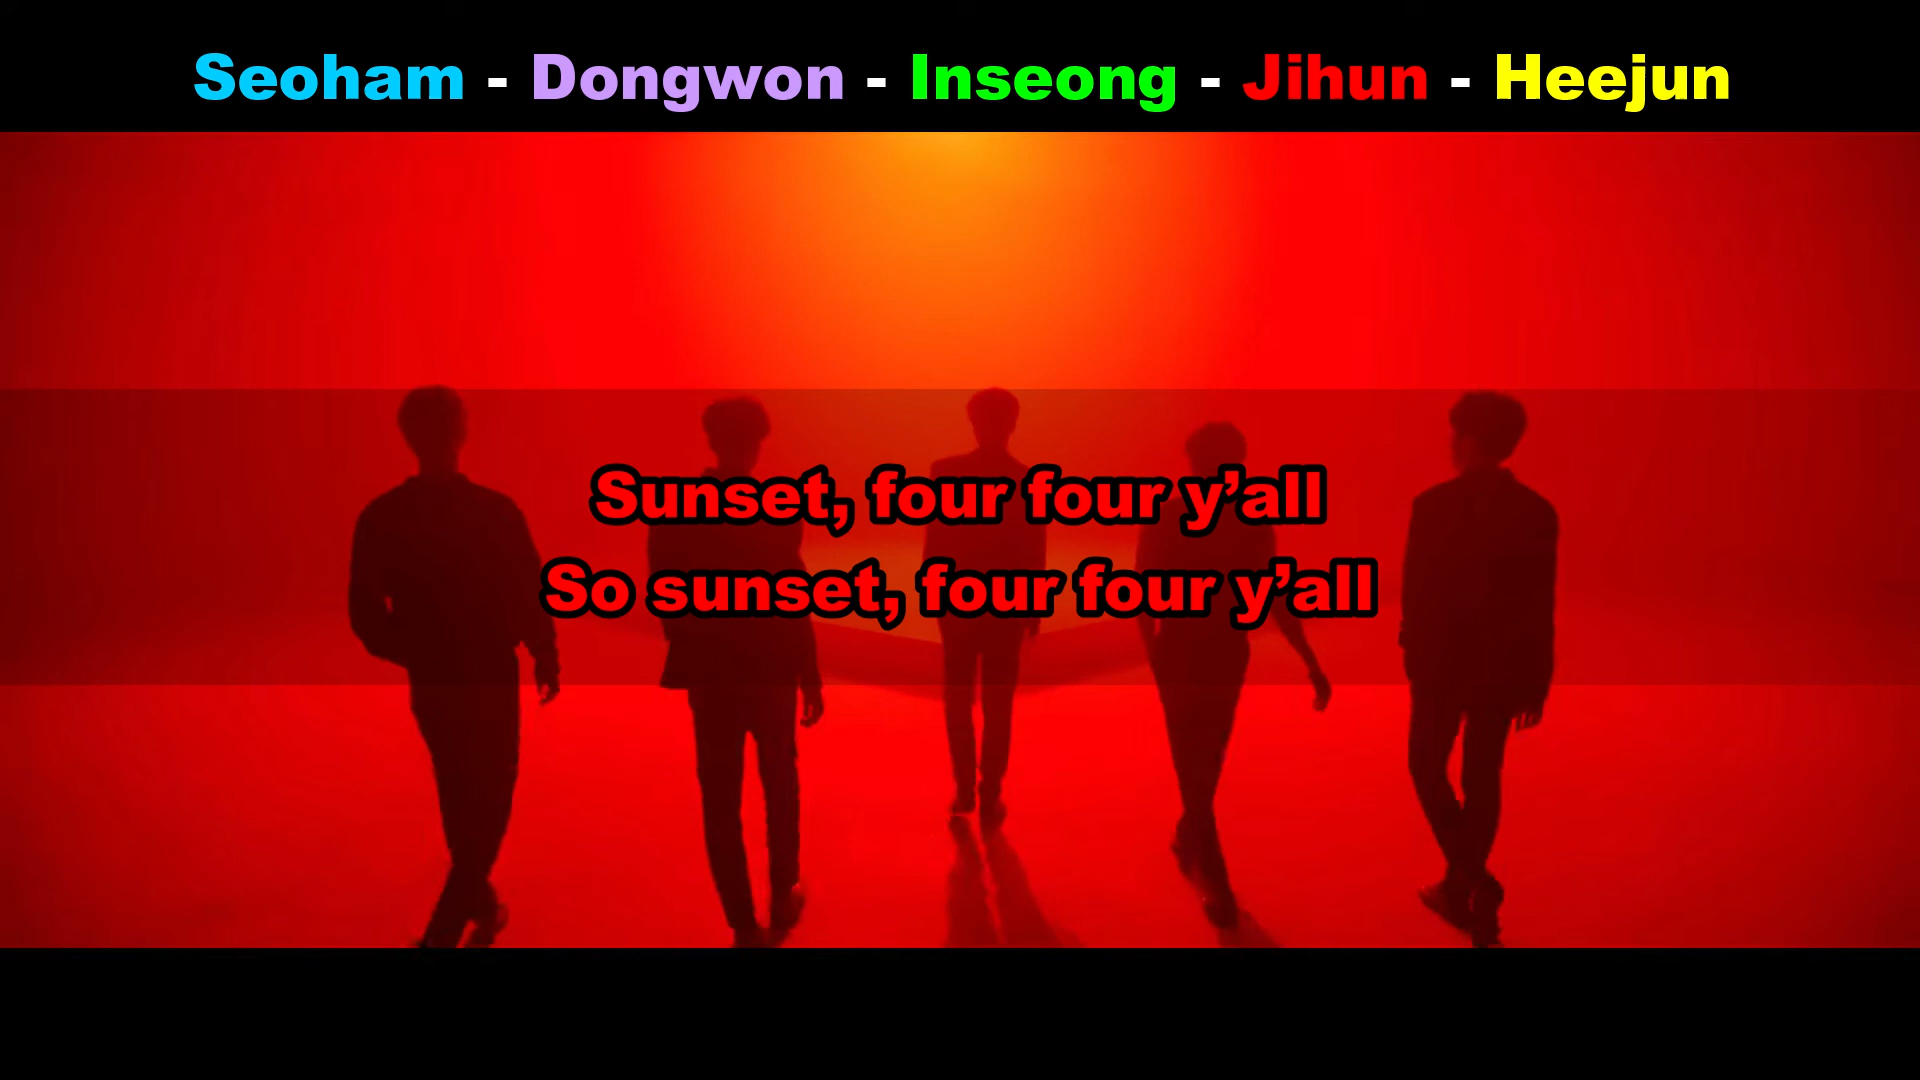 Seoham - Dongwon - Inseong - Jihun - Heejun
Sunset, four four y’all
So sunset, four four y’all